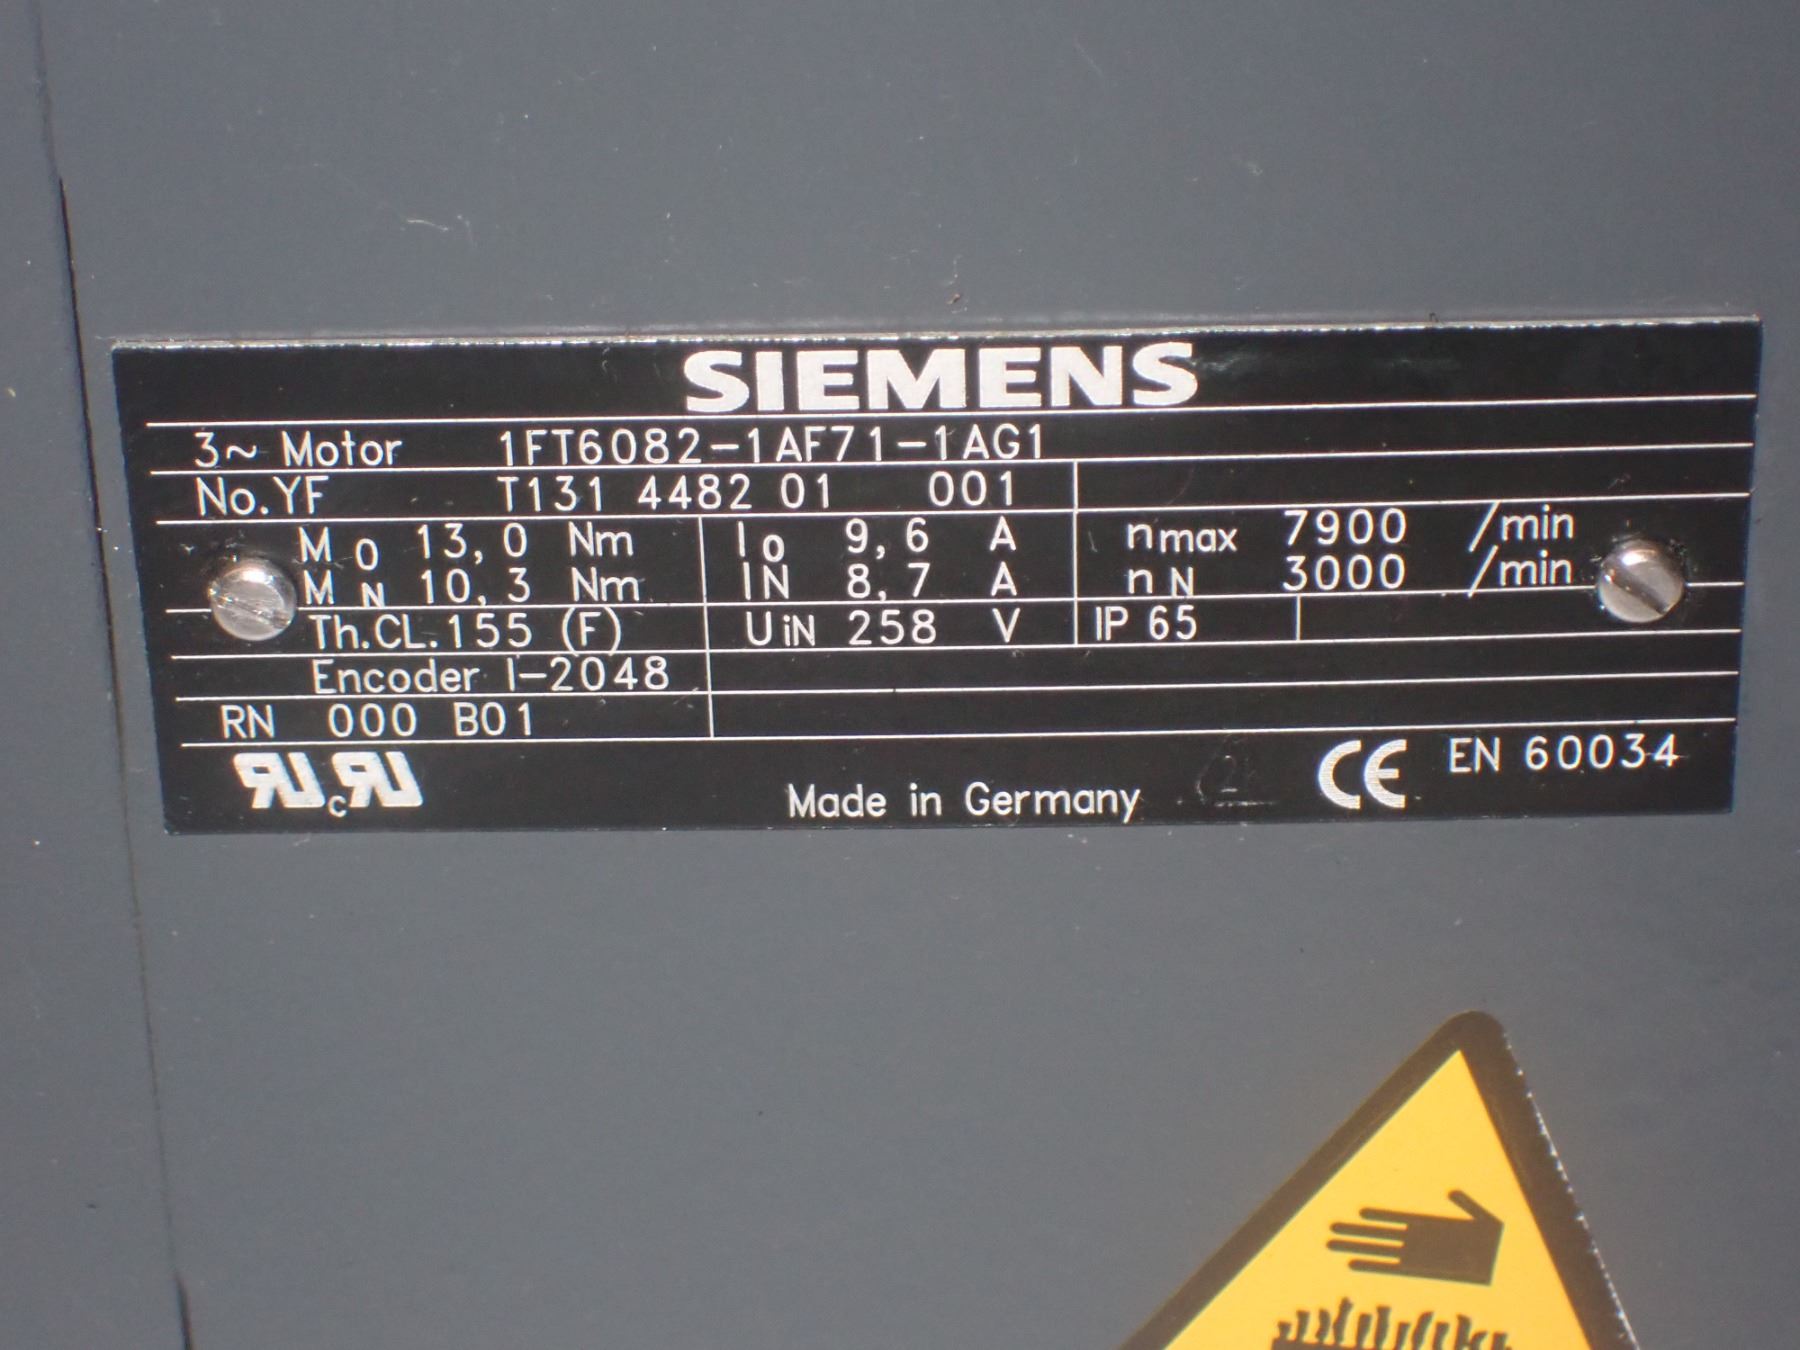 SIEMENS
3~ Motor 1FT6082-1AF71-1AG1
No.YF T131 4482 01 001
M0 13,0 Nm I0 9,6 A nmax 7900 /min
MN 10,3 Nm IN 8,7 A nN 3000 /min
Th.CL.155 (F) UiN 258 V IP 65
Encoder I-2048
RN 000 B01
RU c RU Made in Germany CE EN 60034